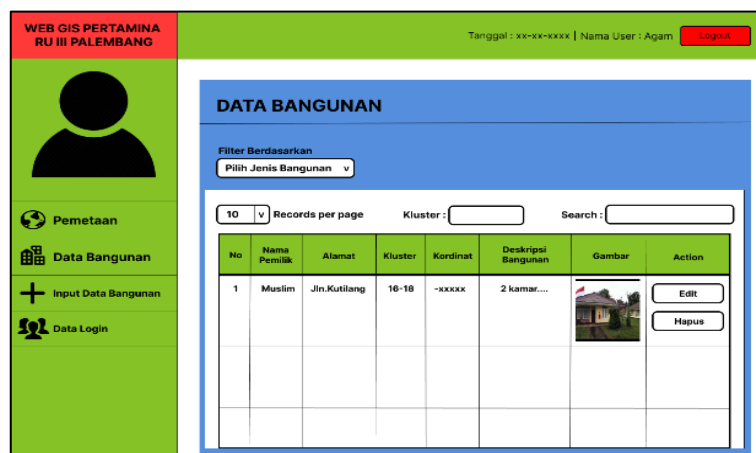 WEB GIS PERTAMINA
RU III PALEMBANG
Tanggal : xx-xx-xxxx | Nama User : Agam
Logout
Pemetaan
Data Bangunan
Input Data Bangunan
Data Login
DATA BANGUNAN
Filter Berdasarkan
Pilih Jenis Bangunan v
10 v Records per page Kluster : Search :
No Nama Pemilik Alamat Kluster Kordinat Deskripsi Bangunan Gambar Action
1 Muslim Jln.Kutilang 16-18 -xxxxx 2 kamar.... Edit
Hapus